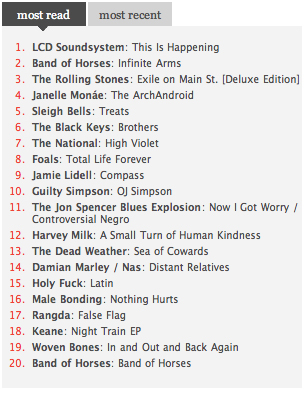 most read
most recent
1. LCD Soundsystem: This Is Happening
2. Band of Horses: Infinite Arms
3. The Rolling Stones: Exile on Main St. [Deluxe Edition]
4. Janelle Monáe: The ArchAndroid
5. Sleigh Bells: Treats
6. The Black Keys: Brothers
7. The National: High Violet
8. Foals: Total Life Forever
9. Jamie Lidell: Compass
10. Guilty Simpson: OJ Simpson
11. The Jon Spencer Blues Explosion: Now I Got Worry /
Controversial Negro
12. Harvey Milk: A Small Turn of Human Kindness
13. The Dead Weather: Sea of Cowards
14. Damian Marley / Nas: Distant Relatives
15. Holy Fuck: Latin
16. Male Bonding: Nothing Hurts
17. Rangda: False Flag
18. Keane: Night Train EP
19. Woven Bones: In and Out and Back Again
20. Band of Horses: Band of Horses